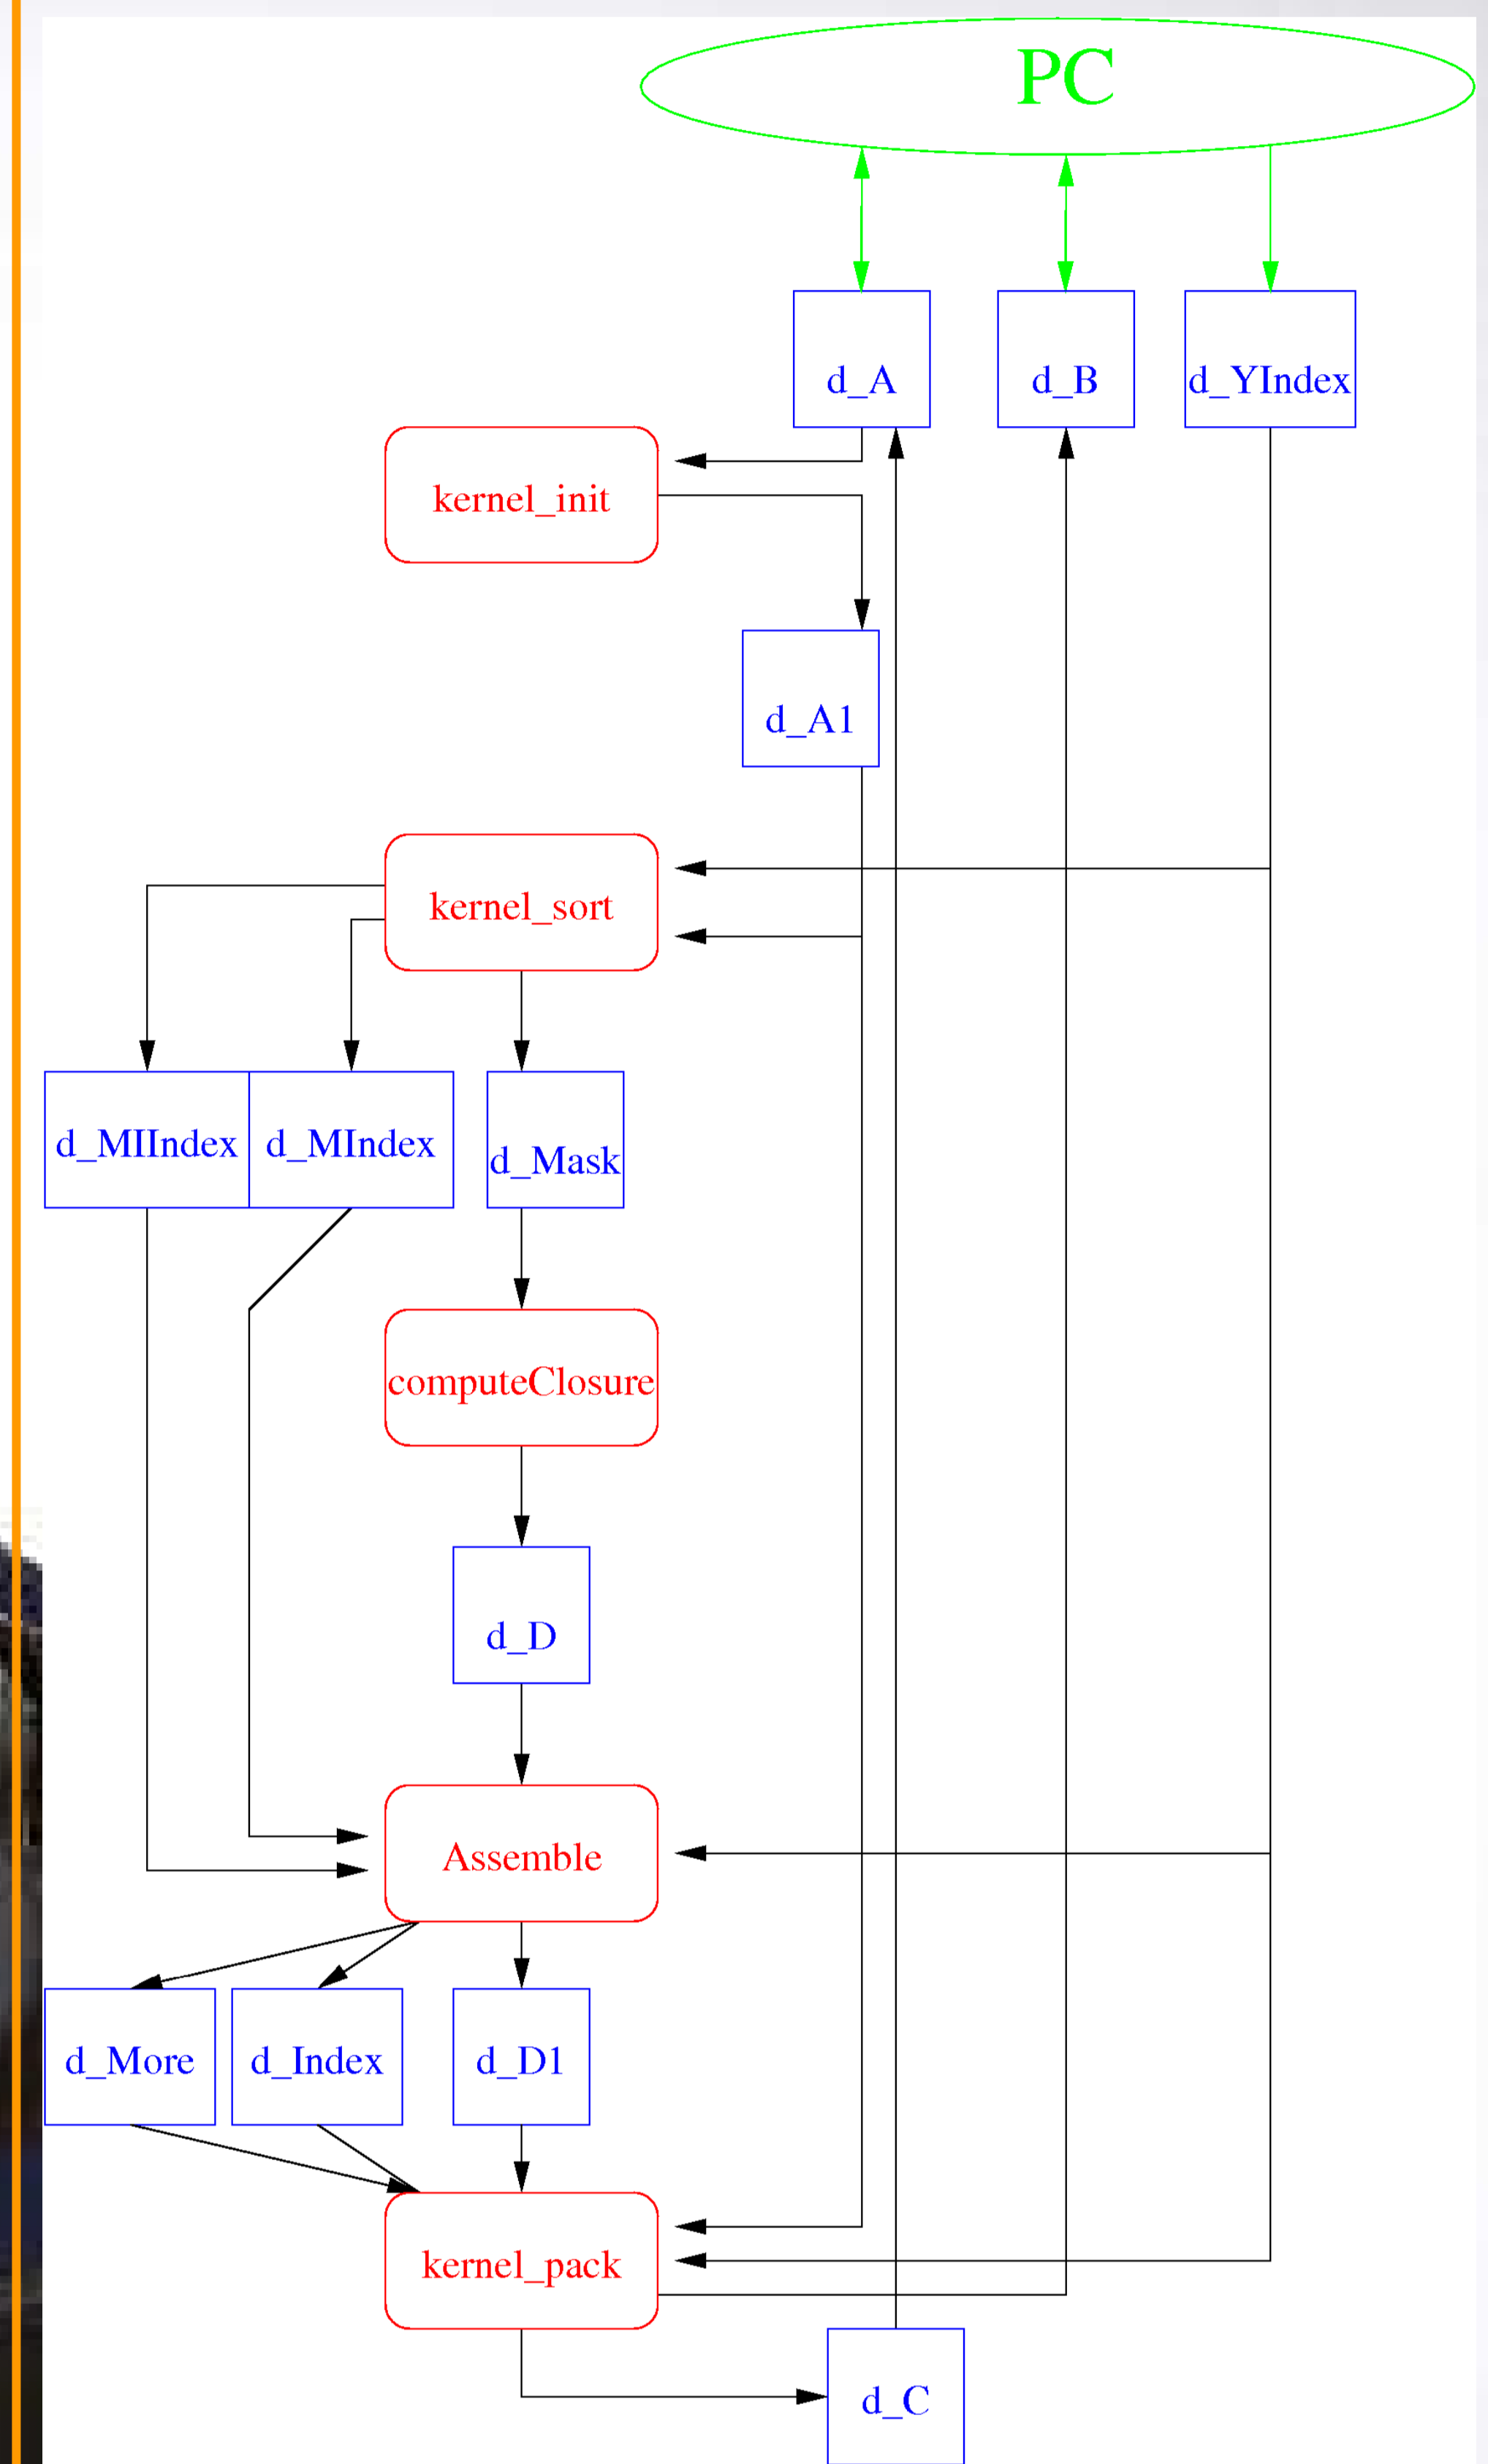 PC
d_A
d_B
d_YIndex
kernel_init
d_A1
kernel_sort
d_MIIndex
d_MIndex
d_Mask
computeClosure
d_D
Assemble
d_More
d_Index
d_D1
kernel_pack
d_C